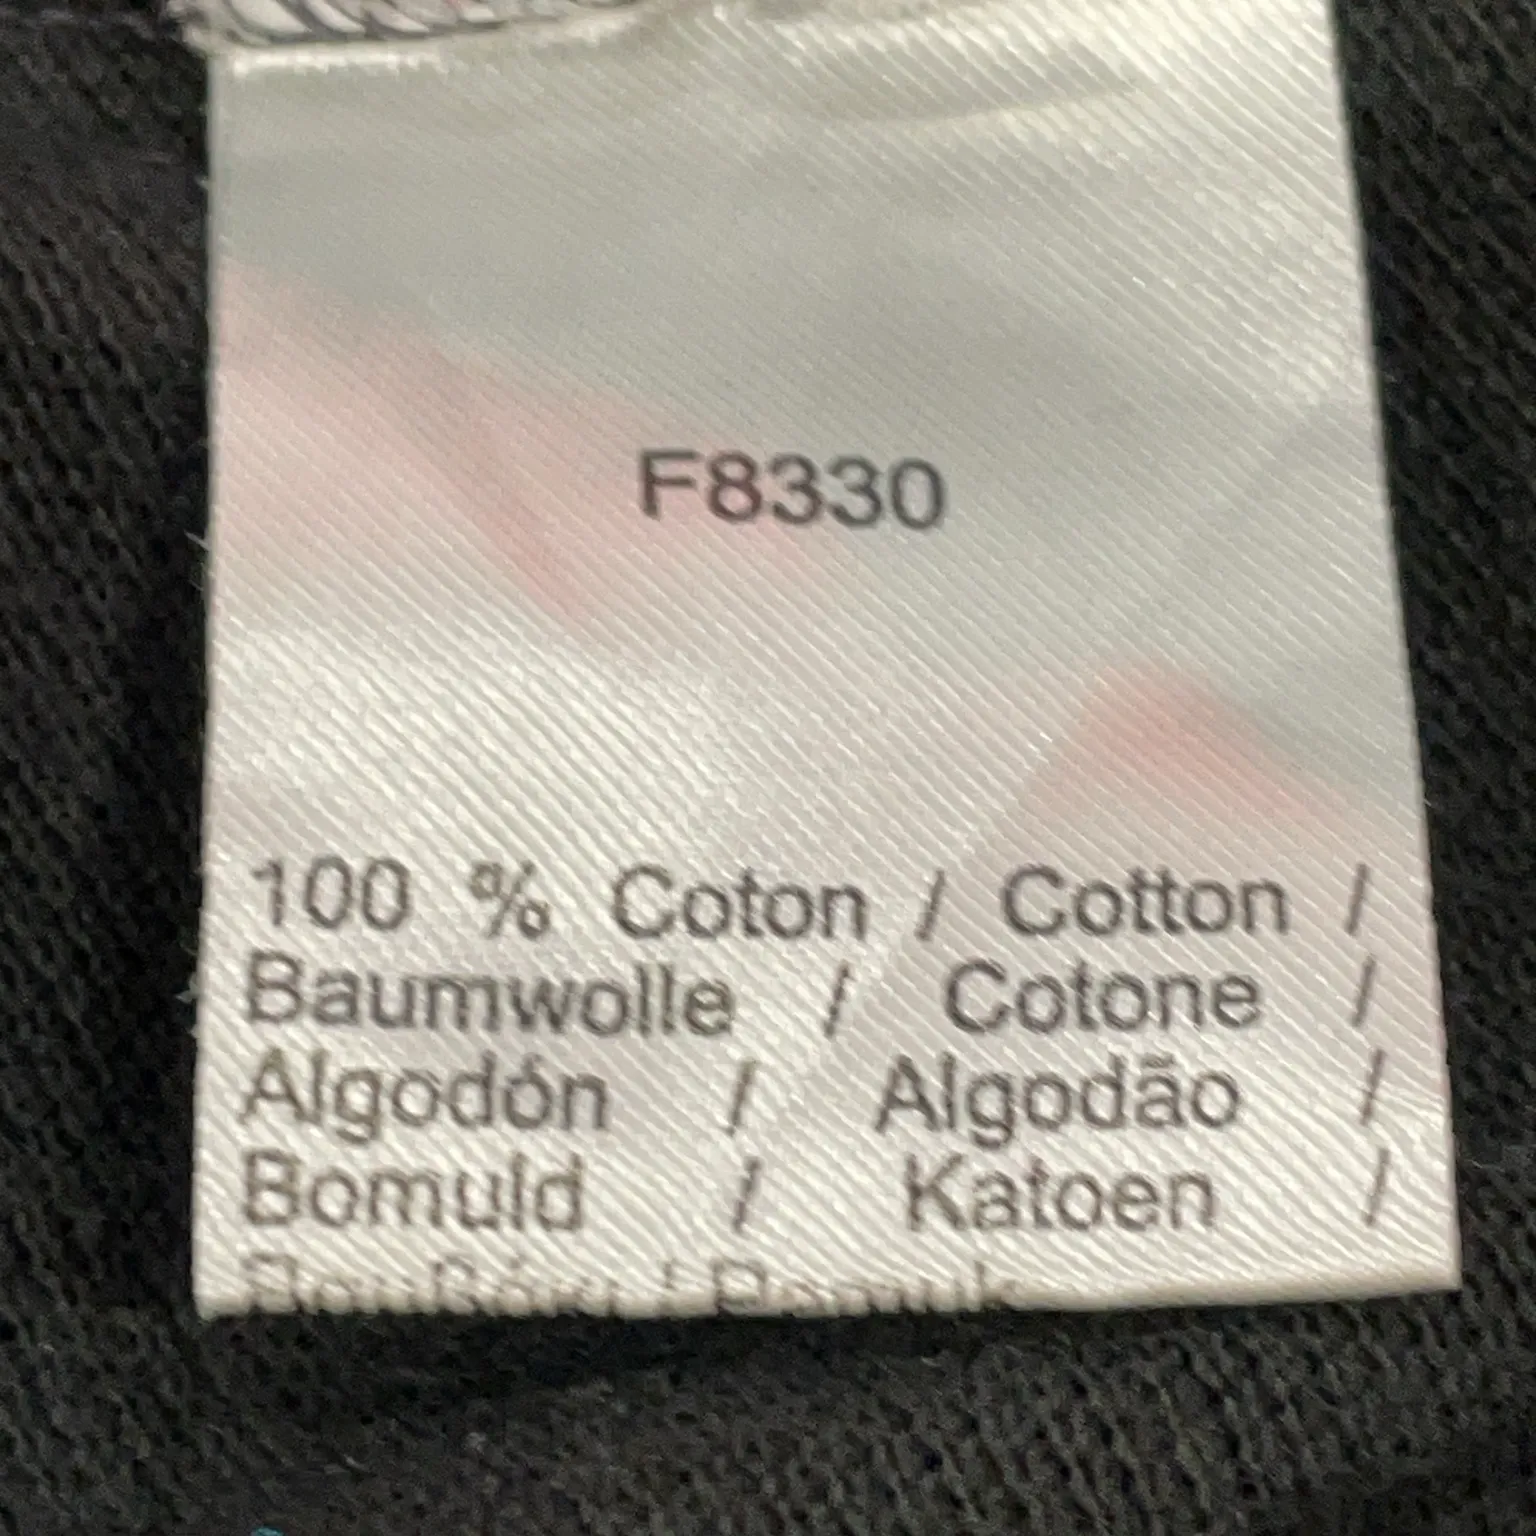 F8330
100 % Coton / Cotton /
Baumwolle / Cotone /
Algodón / Algodão /
Bomuld / Katoen /